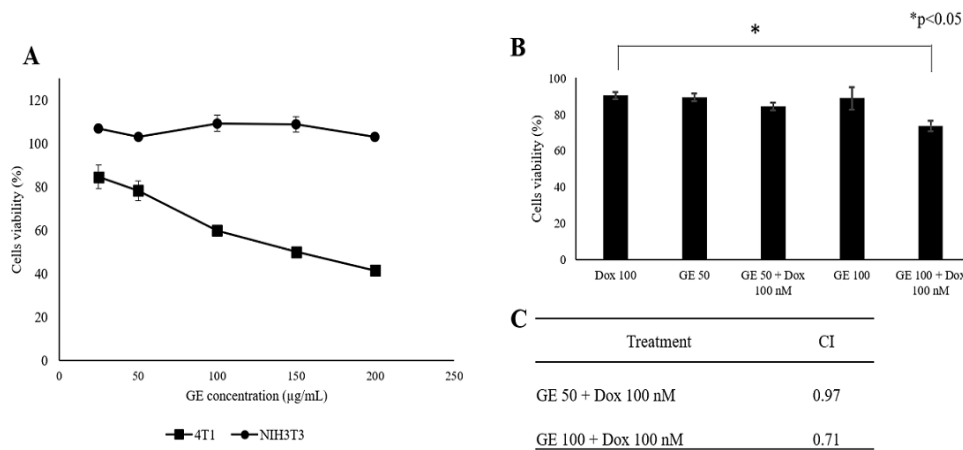 A
Cells viability (%)
120
100
80
60
40
20
0
0 50 100 150 200 250
GE concentration (µg/mL)
4T1 NIH3T3
*p<0.05
B
*
Cells viability (%)
100
80
60
40
20
0
Dox 100 GE 50 GE 50 + Dox GE 100 GE 100 + Dox
100 nM 100 nM
C
Treatment CI
GE 50 + Dox 100 nM 0.97
GE 100 + Dox 100 nM 0.71